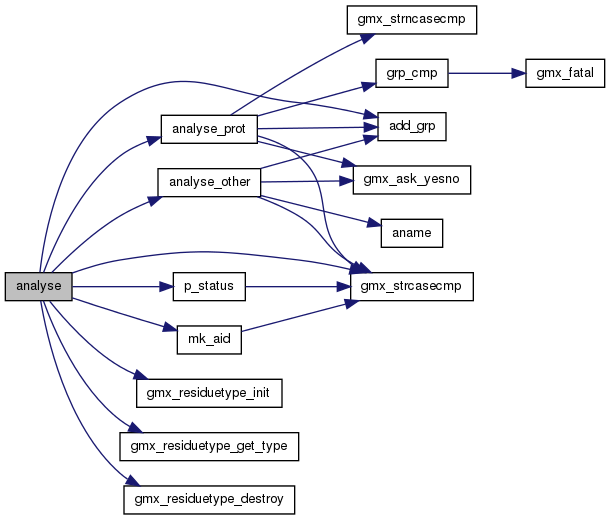 gmx_strncasecmp
grp_cmp
gmx_fatal
analyse_prot
add_grp
analyse_other
gmx_ask_yesno
aname
analyse
p_status
gmx_strcasecmp
mk_aid
gmx_residuetype_init
gmx_residuetype_get_type
gmx_residuetype_destroy